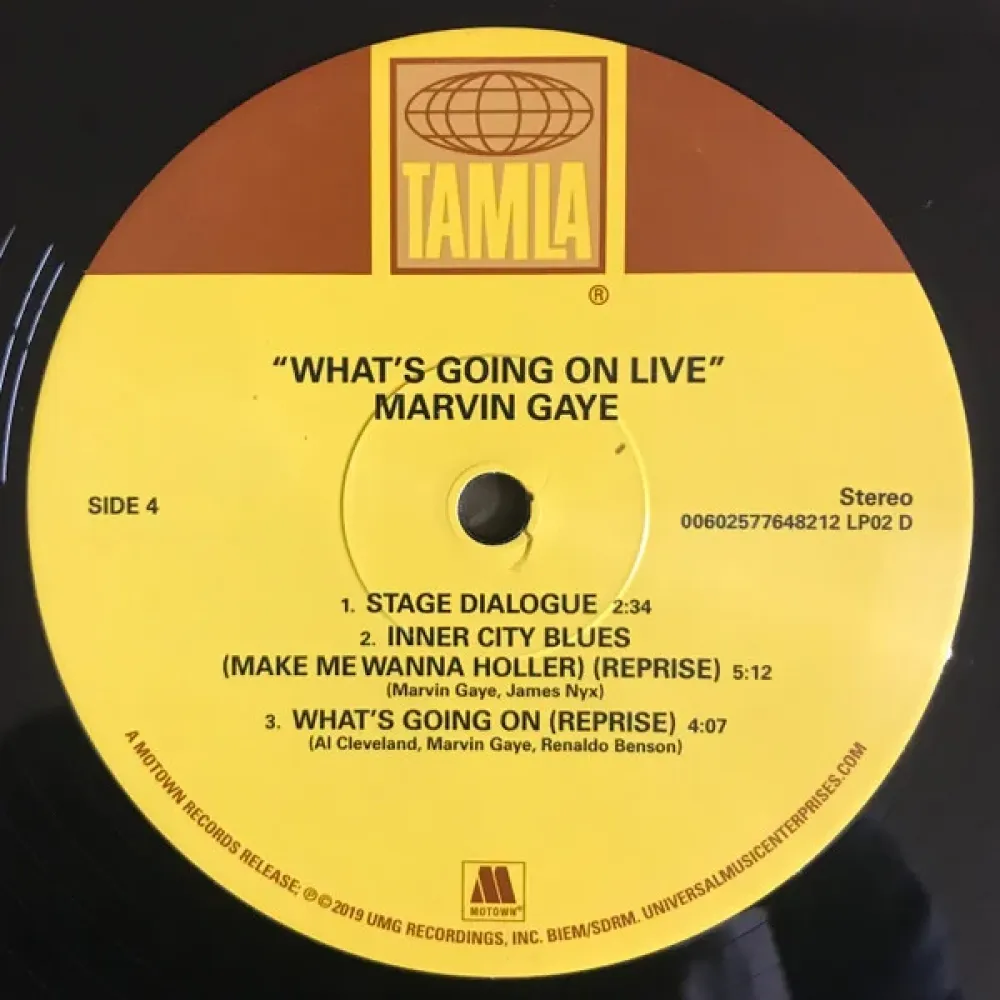 TAMLA
®
“WHAT'S GOING ON LIVE”
MARVIN GAYE
SIDE 4
Stereo
00602577648212 LP02 D
1. STAGE DIALOGUE 2:34
2. INNER CITY BLUES
(MAKE ME WANNA HOLLER) (REPRISE) 5:12
(Marvin Gaye, James Nyx)
3. WHAT'S GOING ON (REPRISE) 4:07
(Al Cleveland, Marvin Gaye, Renaldo Benson)
MOTOWN®
A MOTOWN RECORDS RELEASE; ℗ © 2019 UMG RECORDINGS, INC. BIEM/SDRM. UNIVERSALMUSICENTERPRISES.COM